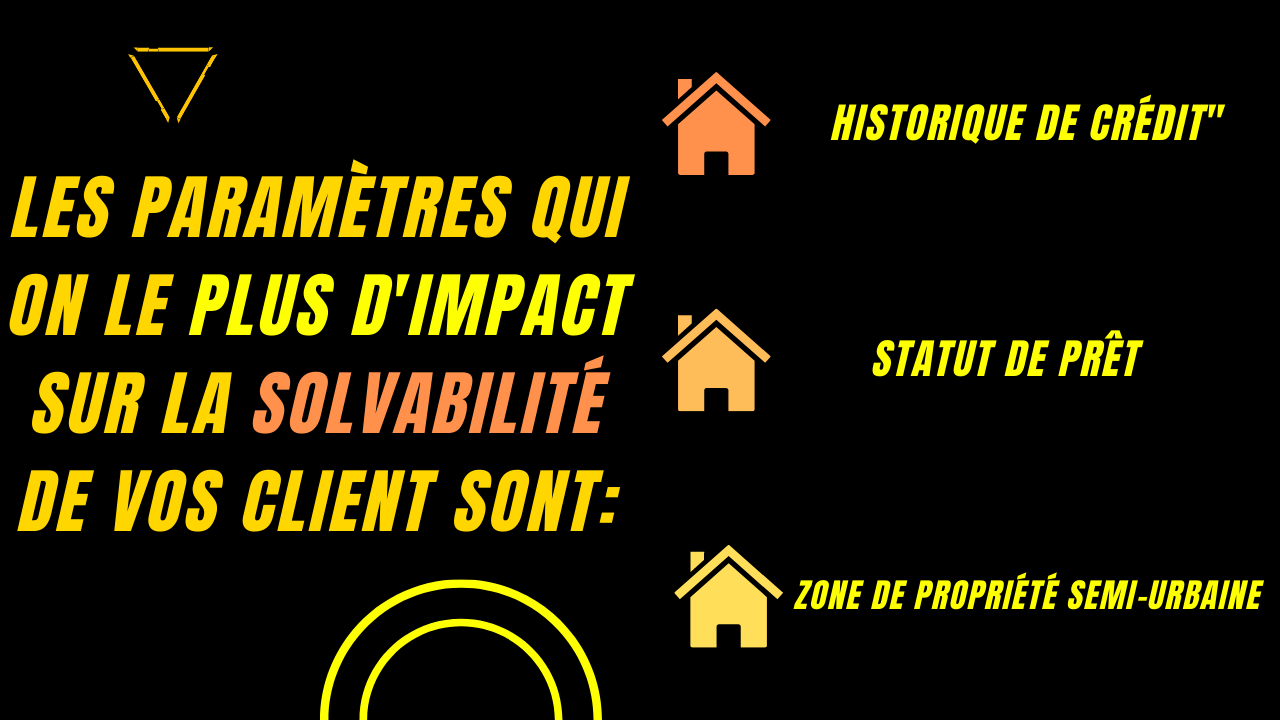 LES PARAMÈTRES QUI
ON LE PLUS D'IMPACT
SUR LA SOLVABILITÉ
DE VOS CLIENT SONT:
HISTORIQUE DE CRÉDIT"
STATUT DE PRÊT
ZONE DE PROPRIÉTÉ SEMI-URBAINE